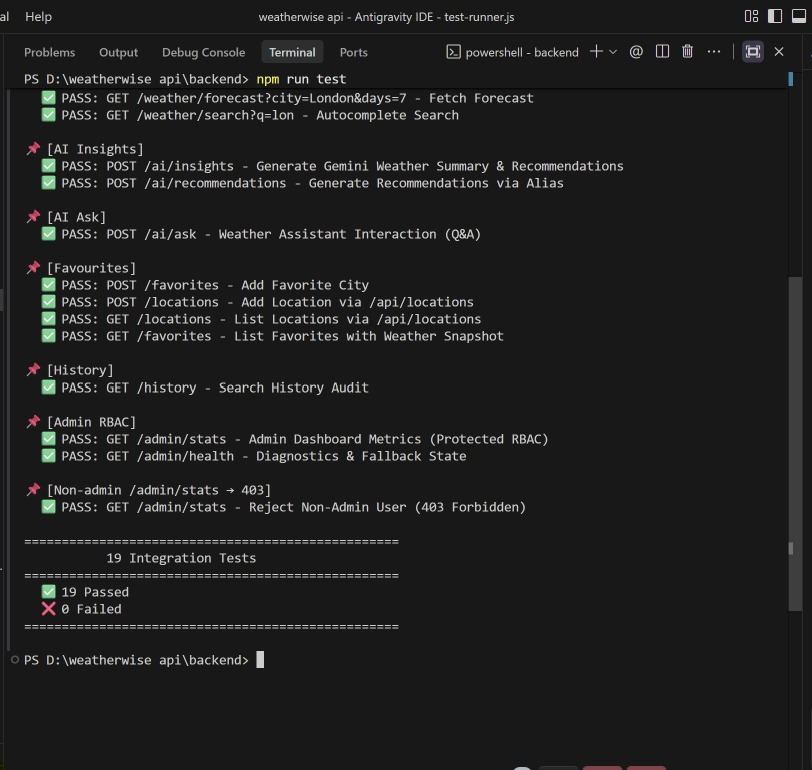 al Help weatherwise api - Antigravity IDE - test-runner.js
Problems Output Debug Console Terminal Ports powershell - backend
PS D:\weatherwise api\backend> npm run test
✅ PASS: GET /weather/forecast?city=London&days=7 - Fetch Forecast
✅ PASS: GET /weather/search?q=lon - Autocomplete Search
📌 [AI Insights]
✅ PASS: POST /ai/insights - Generate Gemini Weather Summary & Recommendations
✅ PASS: POST /ai/recommendations - Generate Recommendations via Alias
📌 [AI Ask]
✅ PASS: POST /ai/ask - Weather Assistant Interaction (Q&A)
📌 [Favourites]
✅ PASS: POST /favorites - Add Favorite City
✅ PASS: POST /locations - Add Location via /api/locations
✅ PASS: GET /locations - List Locations via /api/locations
✅ PASS: GET /favorites - List Favorites with Weather Snapshot
📌 [History]
✅ PASS: GET /history - Search History Audit
📌 [Admin RBAC]
✅ PASS: GET /admin/stats - Admin Dashboard Metrics (Protected RBAC)
✅ PASS: GET /admin/health - Diagnostics & Fallback State
📌 [Non-admin /admin/stats → 403]
✅ PASS: GET /admin/stats - Reject Non-Admin User (403 Forbidden)
==================================================
19 Integration Tests
==================================================
✅ 19 Passed
❌ 0 Failed
==================================================
PS D:\weatherwise api\backend>